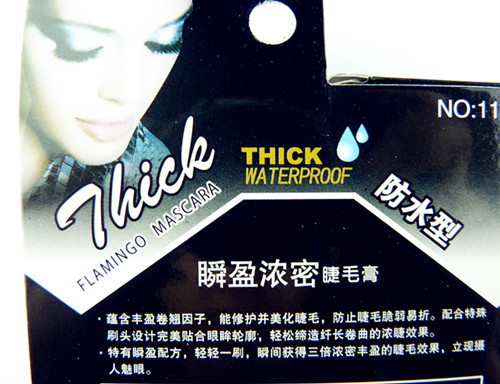 NO:11
Thick
FLAMINGO MASCARA
THICK
WATERPROOF
防水型
瞬盈浓密睫毛膏
·蕴含丰盈卷翘因子，能修护并美化睫毛，防止睫毛脆弱易折。配合特殊
刷头设计完美贴合眼眸轮廓，轻松缔造纤长卷曲的浓睫效果。
·特有瞬盈配方，轻轻一刷，瞬间获得三倍浓密丰盈的睫毛效果，立现摄
人魅眼。